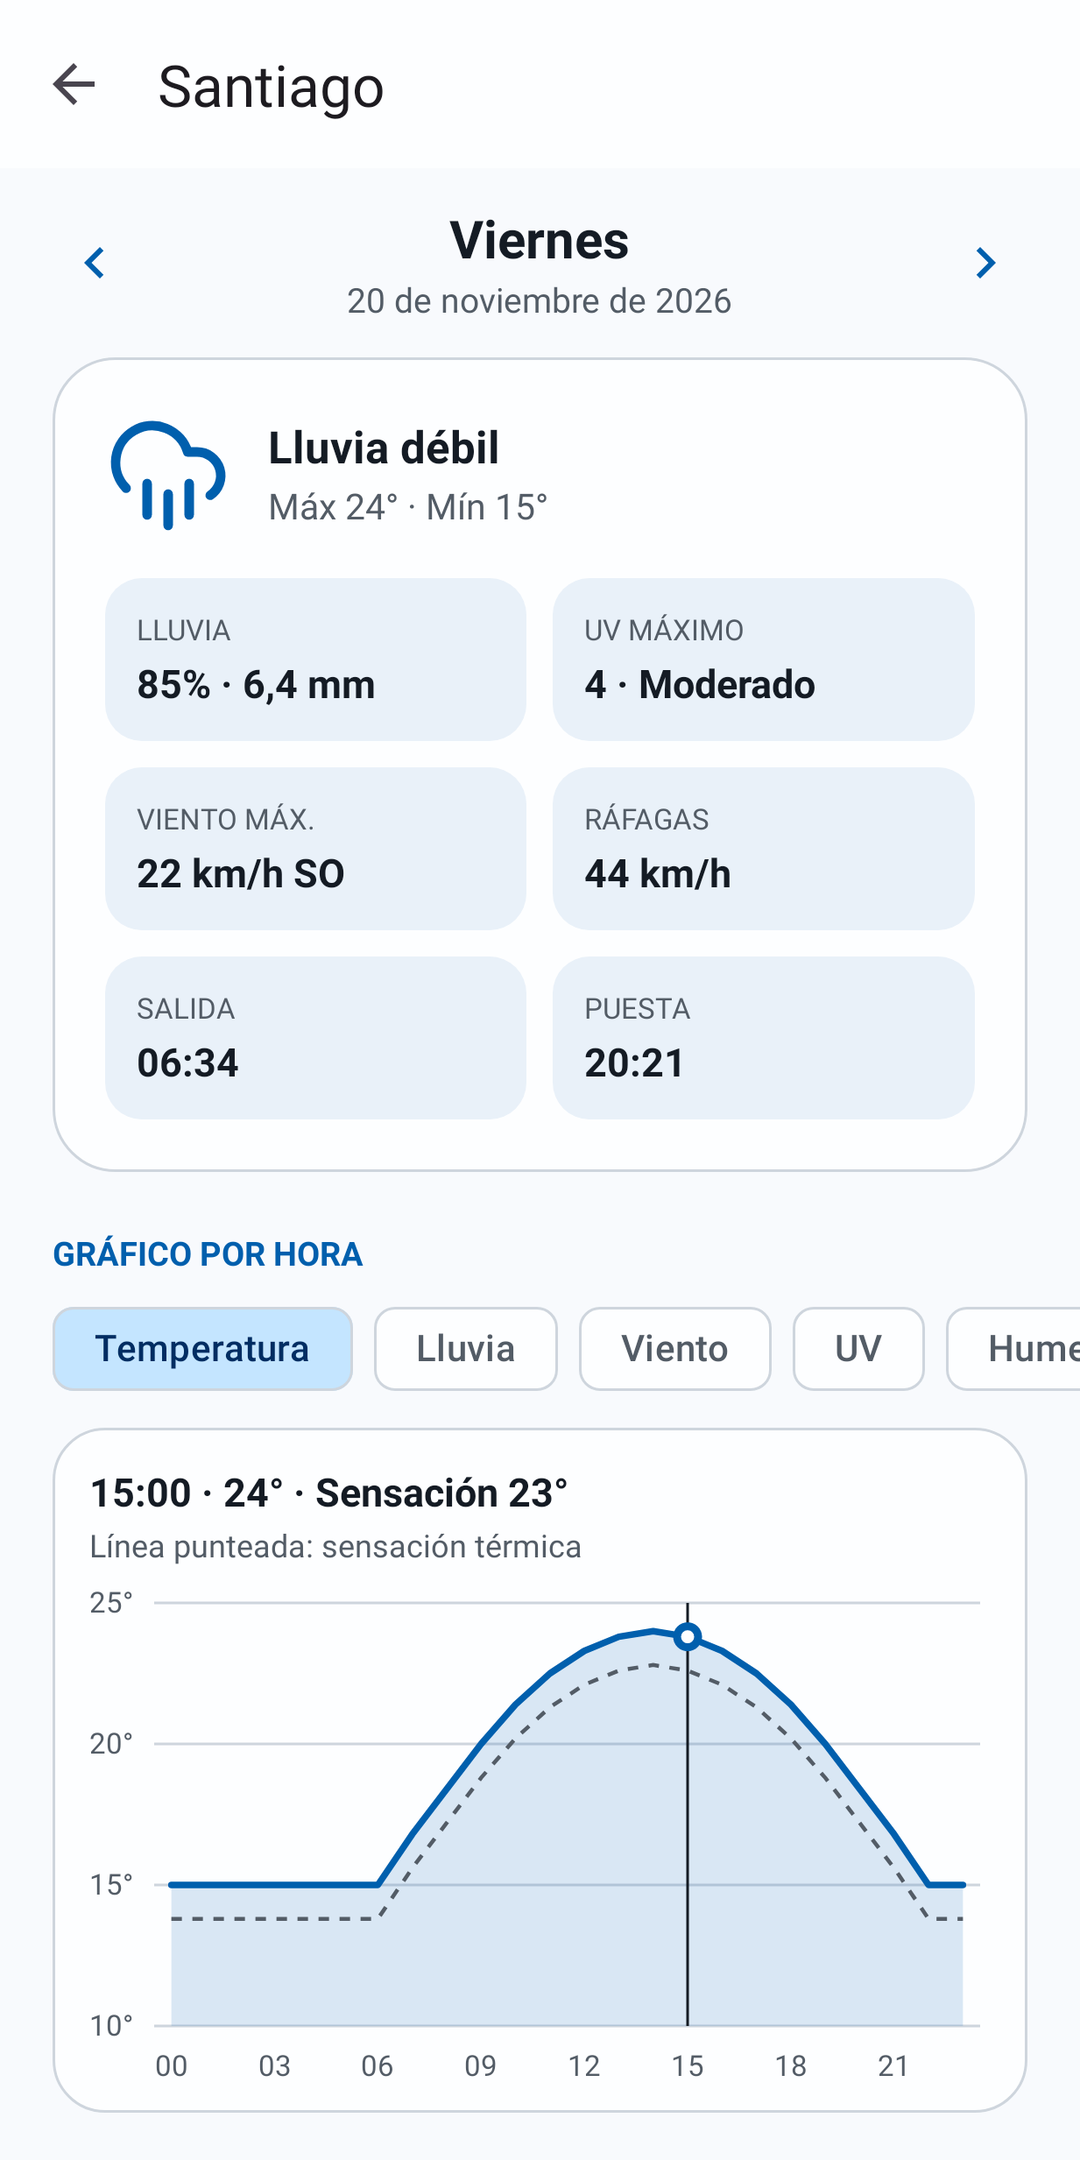 Santiago
Viernes
20 de noviembre de 2026
Lluvia débil
Máx 24° · Mín 15°
LLUVIA
85% · 6,4 mm
UV MÁXIMO
4 · Moderado
VIENTO MÁX.
22 km/h SO
RÁFAGAS
44 km/h
SALIDA
06:34
PUESTA
20:21
GRÁFICO POR HORA
Temperatura
Lluvia
Viento
UV
Hume
15:00 · 24° · Sensación 23°
Línea punteada: sensación térmica
25°
20°
15°
10°
00 03 06 09 12 15 18 21